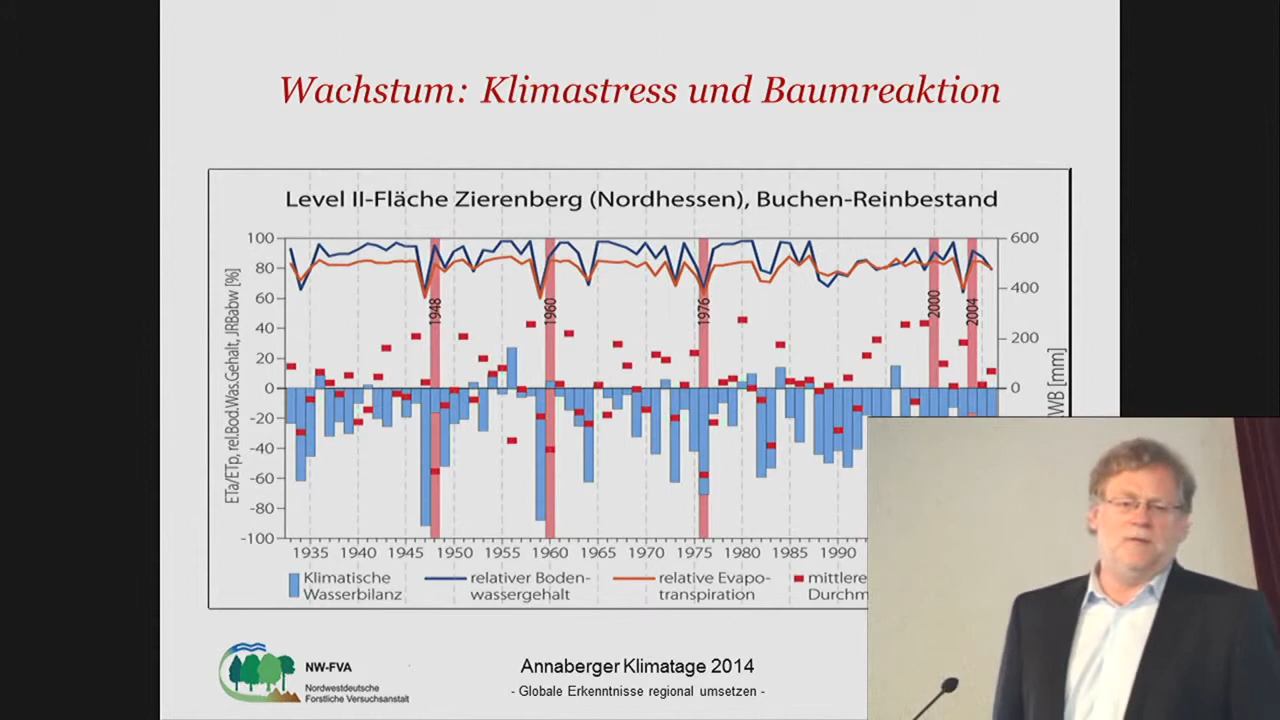 Wachstum: Klimastress und Baumreaktion
Level II-Fläche Zierenberg (Nordhessen), Buchen-Reinbestand
ETa/ETp, rel.Bod.Was.Gehalt, JRBabw [%]
100
80
60
40
20
0
-20
-40
-60
-80
-100
600
400
200
0
[mm]
1948
1960
1976
2000
2004
1935 1940 1945 1950 1955 1960 1965 1970 1975 1980 1985 1990
Klimatische
Wasserbilanz
relativer Boden-
wassergehalt
relative Evapo-
transpiration
mittlere
NW-FVA
Nordwestdeutsche
Forstliche Versuchsanstalt
Annaberger Klimatage 2014
- Globale Erkenntnisse regional umsetzen -